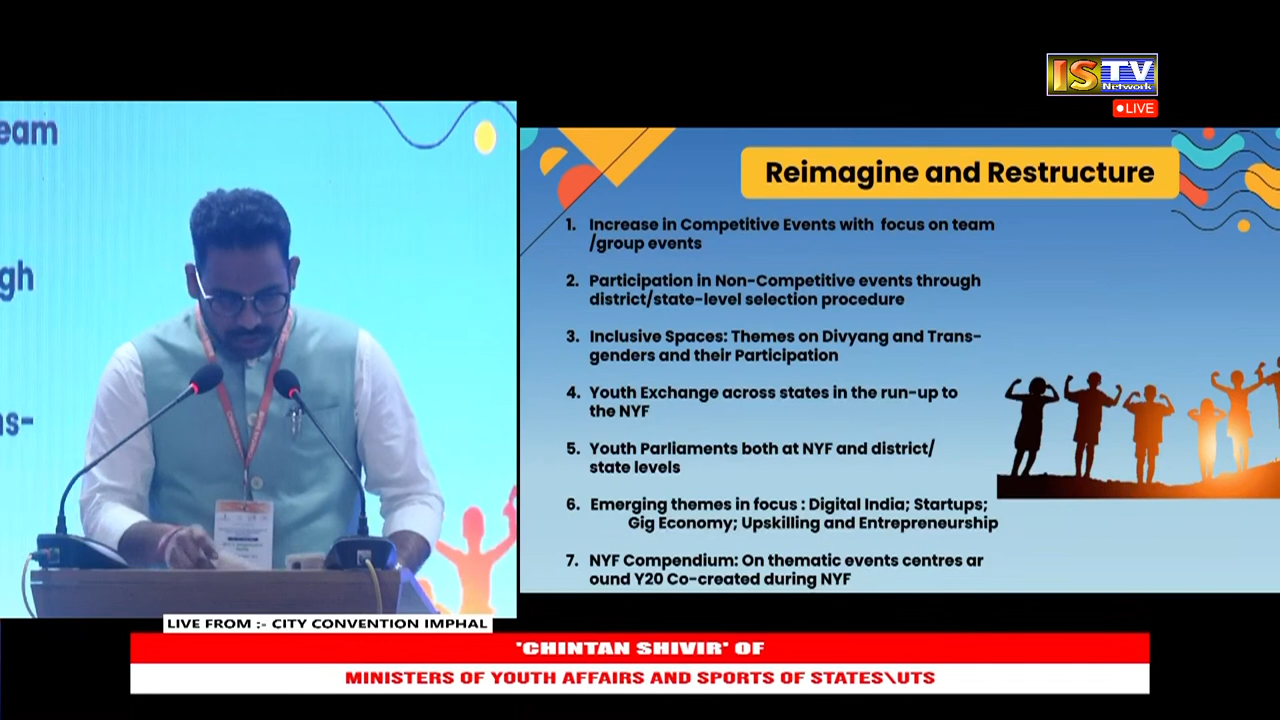 IS TV
Network
LIVE
eam
gh
ns-
Reimagine and Restructure
1. Increase in Competitive Events with focus on team
/group events
2. Participation in Non-Competitive events through
district/state-level selection procedure
3. Inclusive Spaces: Themes on Divyang and Trans-
genders and their Participation
4. Youth Exchange across states in the run-up to
the NYF
5. Youth Parliaments both at NYF and district/
state levels
6. Emerging themes in focus : Digital India; Startups;
Gig Economy; Upskilling and Entrepreneurship
7. NYF Compendium: On thematic events centres ar
ound Y20 Co-created during NYF
LIVE FROM :- CITY CONVENTION IMPHAL
'CHINTAN SHIVIR' OF
MINISTERS OF YOUTH AFFAIRS AND SPORTS OF STATES\UTS